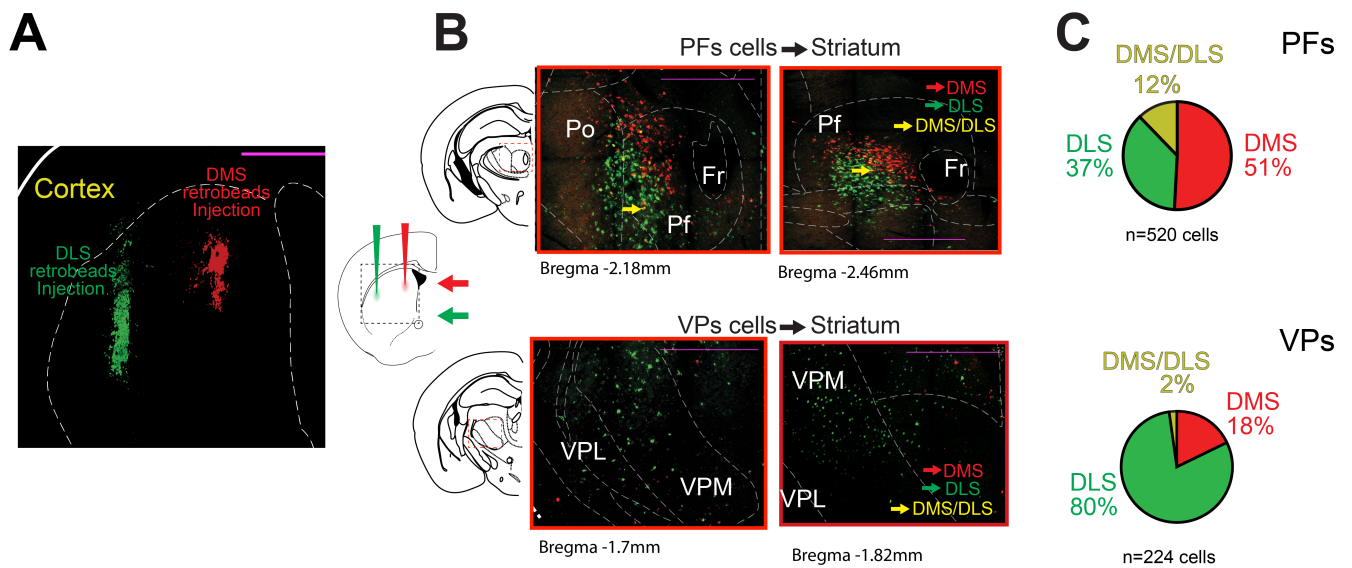 A
Cortex
DMS
retrobeads
Injection
DLS
retrobeads
Injection
B
PFs cells Striatum
Po
Fr
Pf
Bregma -2.18mm
DMS
DLS
DMS/DLS
Pf
Fr
Bregma -2.46mm
VPs cells Striatum
VPL
VPM
Bregma -1.7mm
VPM
VPL
DMS
DLS
DMS/DLS
Bregma -1.82mm
C
PFs
DMS/DLS
12%
DLS
37%
DMS
51%
n=520 cells
VPs
DMS/DLS
2%
DMS
18%
DLS
80%
n=224 cells